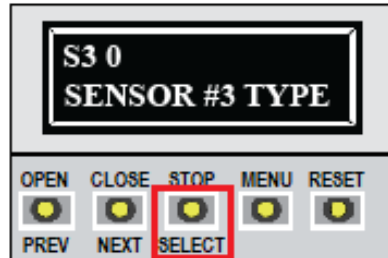 S3 0
SENSOR #3 TYPE
OPEN CLOSE STOP MENU RESET
PREV NEXT SELECT